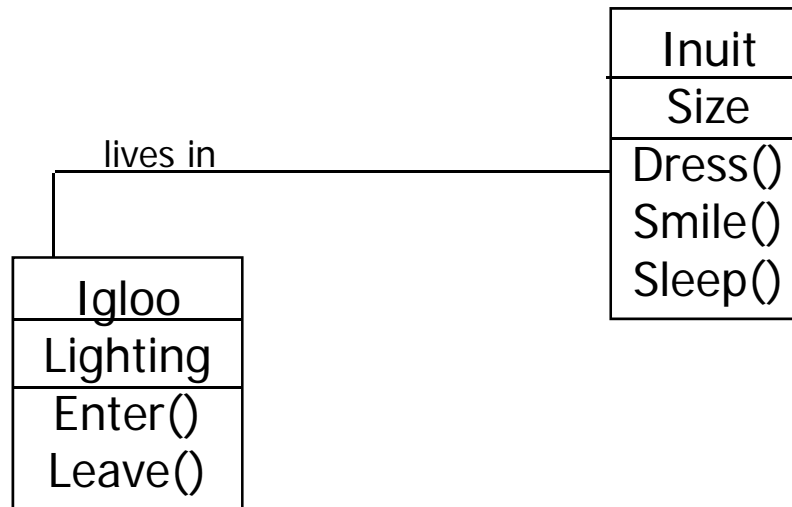 Inuit
Size
Dress()
Smile()
Sleep()
lives in
Igloo
Lighting
Enter()
Leave()